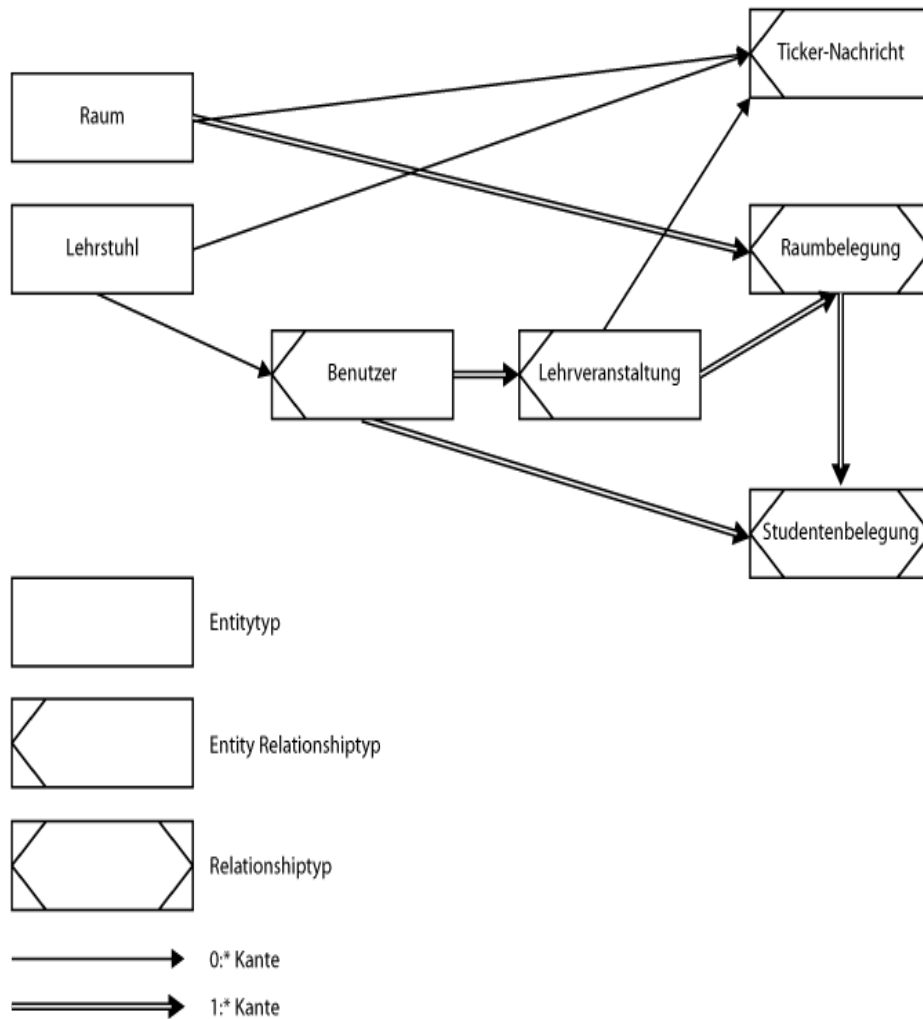 Ticker-Nachricht
Raum
Lehrstuhl
Raumbelegung
Benutzer
Lehrveranstaltung
Studentenbelegung
Entitytyp
Entity Relationshiptyp
Relationshiptyp
0:* Kante
1:* Kante